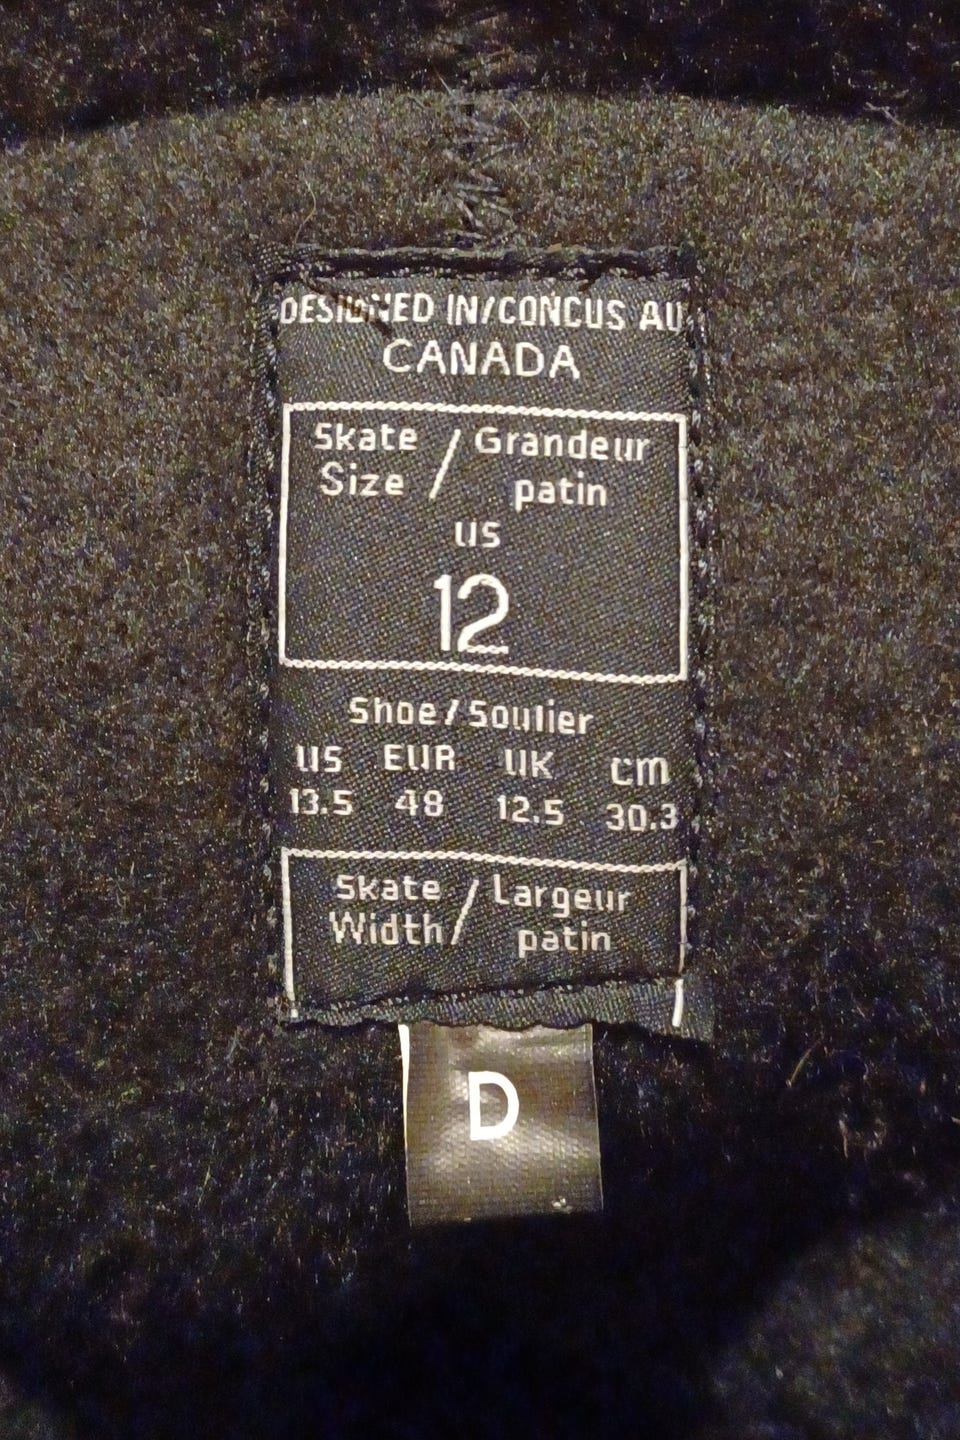 DESIGNED IN/CONCUS AU
CANADA
Skate / Grandeur
Size / patin
US
12
Shoe/Soulier
US EUR UK cm
13.5 48 12.5 30.3
Skate / Largeur
Width / patin
D